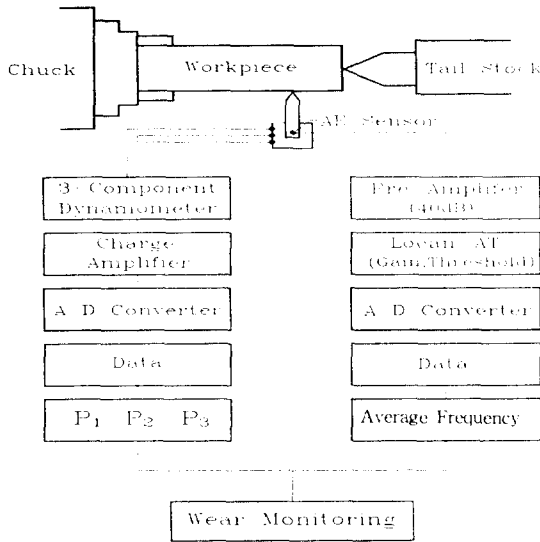 Chuck
Workpiece
Tail Stock
AE Sensor
3-Component
Dynamometer
Charge
Amplifier
A D Converter
Data
P₁ P₂ P₃
Pre Amplifer
(40dB)
Locan AT
(Gain,Threshold)
A D Converter
Data
Average Frequency
Wear Monitoring